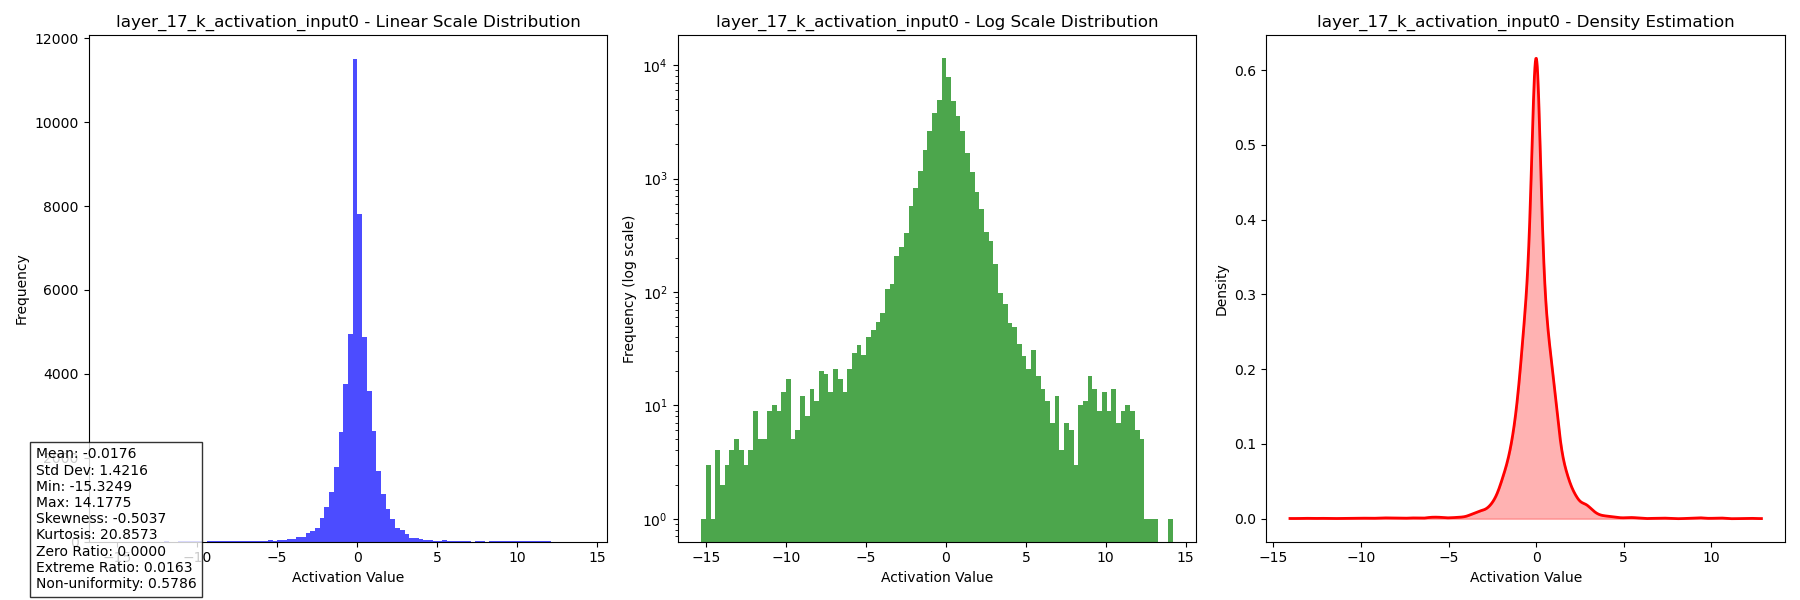 layer_17_k_activation_input0 - Linear Scale Distribution
12000
10000
8000
6000
4000
2000
Frequency
−10
−5
0
5
10
15
Activation Value
Mean: -0.0176
Std Dev: 1.4216
Min: -15.3249
Max: 14.1775
Skewness: -0.5037
Kurtosis: 20.8573
Zero Ratio: 0.0000
Extreme Ratio: 0.0163
Non-uniformity: 0.5786
layer_17_k_activation_input0 - Log Scale Distribution
10⁴
10³
10²
10¹
10⁰
Frequency (log scale)
−15
−10
−5
0
5
10
15
Activation Value
layer_17_k_activation_input0 - Density Estimation
0.6
0.5
0.4
0.3
0.2
0.1
0.0
Density
−15
−10
−5
0
5
10
Activation Value